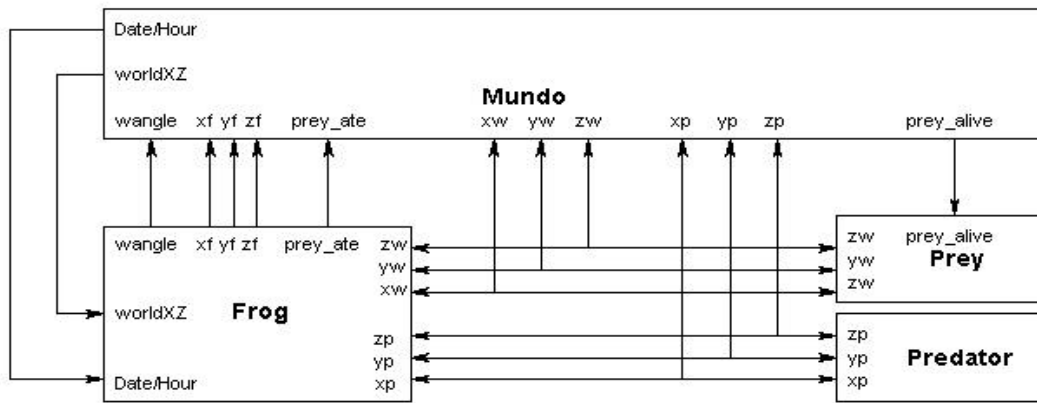 Date/Hour
worldXZ
Mundo
wangle xf yf zf prey_ate xw yw zw xp yp zp prey_alive
wangle xf yf zf prey_ate zw
yw
xw
worldXZ Frog
zp
yp
Date/Hour xp
zw prey_alive
yw Prey
zw
zp
yp Predator
xp